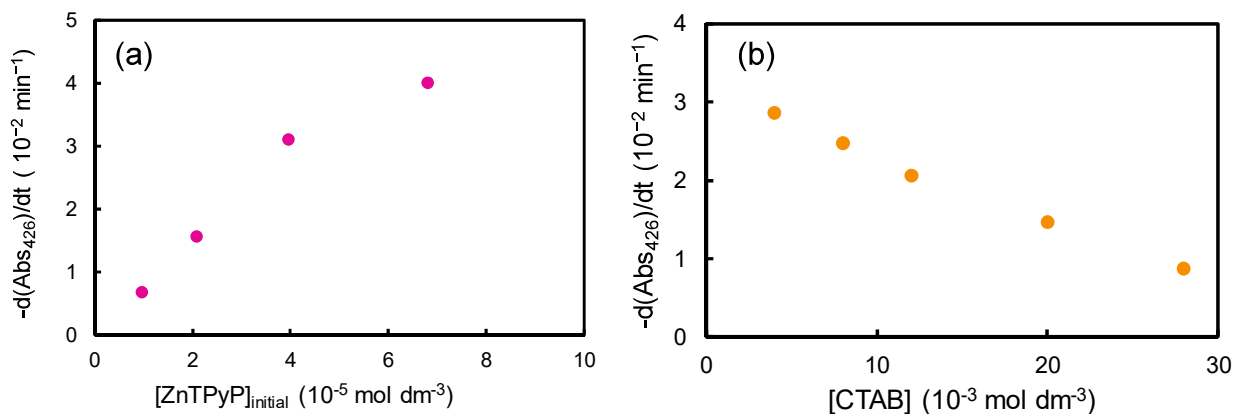 (a)
-d(Abs₄₂₆)/dt ( 10⁻² min⁻¹)
5
4
3
2
1
0
0 2 4 6 8 10
[ZnTPyP]initial (10⁻⁵ mol dm⁻³)
(b)
-d(Abs₄₂₆)/dt (10⁻² min⁻¹)
4
3
2
1
0
0 10 20 30
[CTAB] (10⁻³ mol dm⁻³)